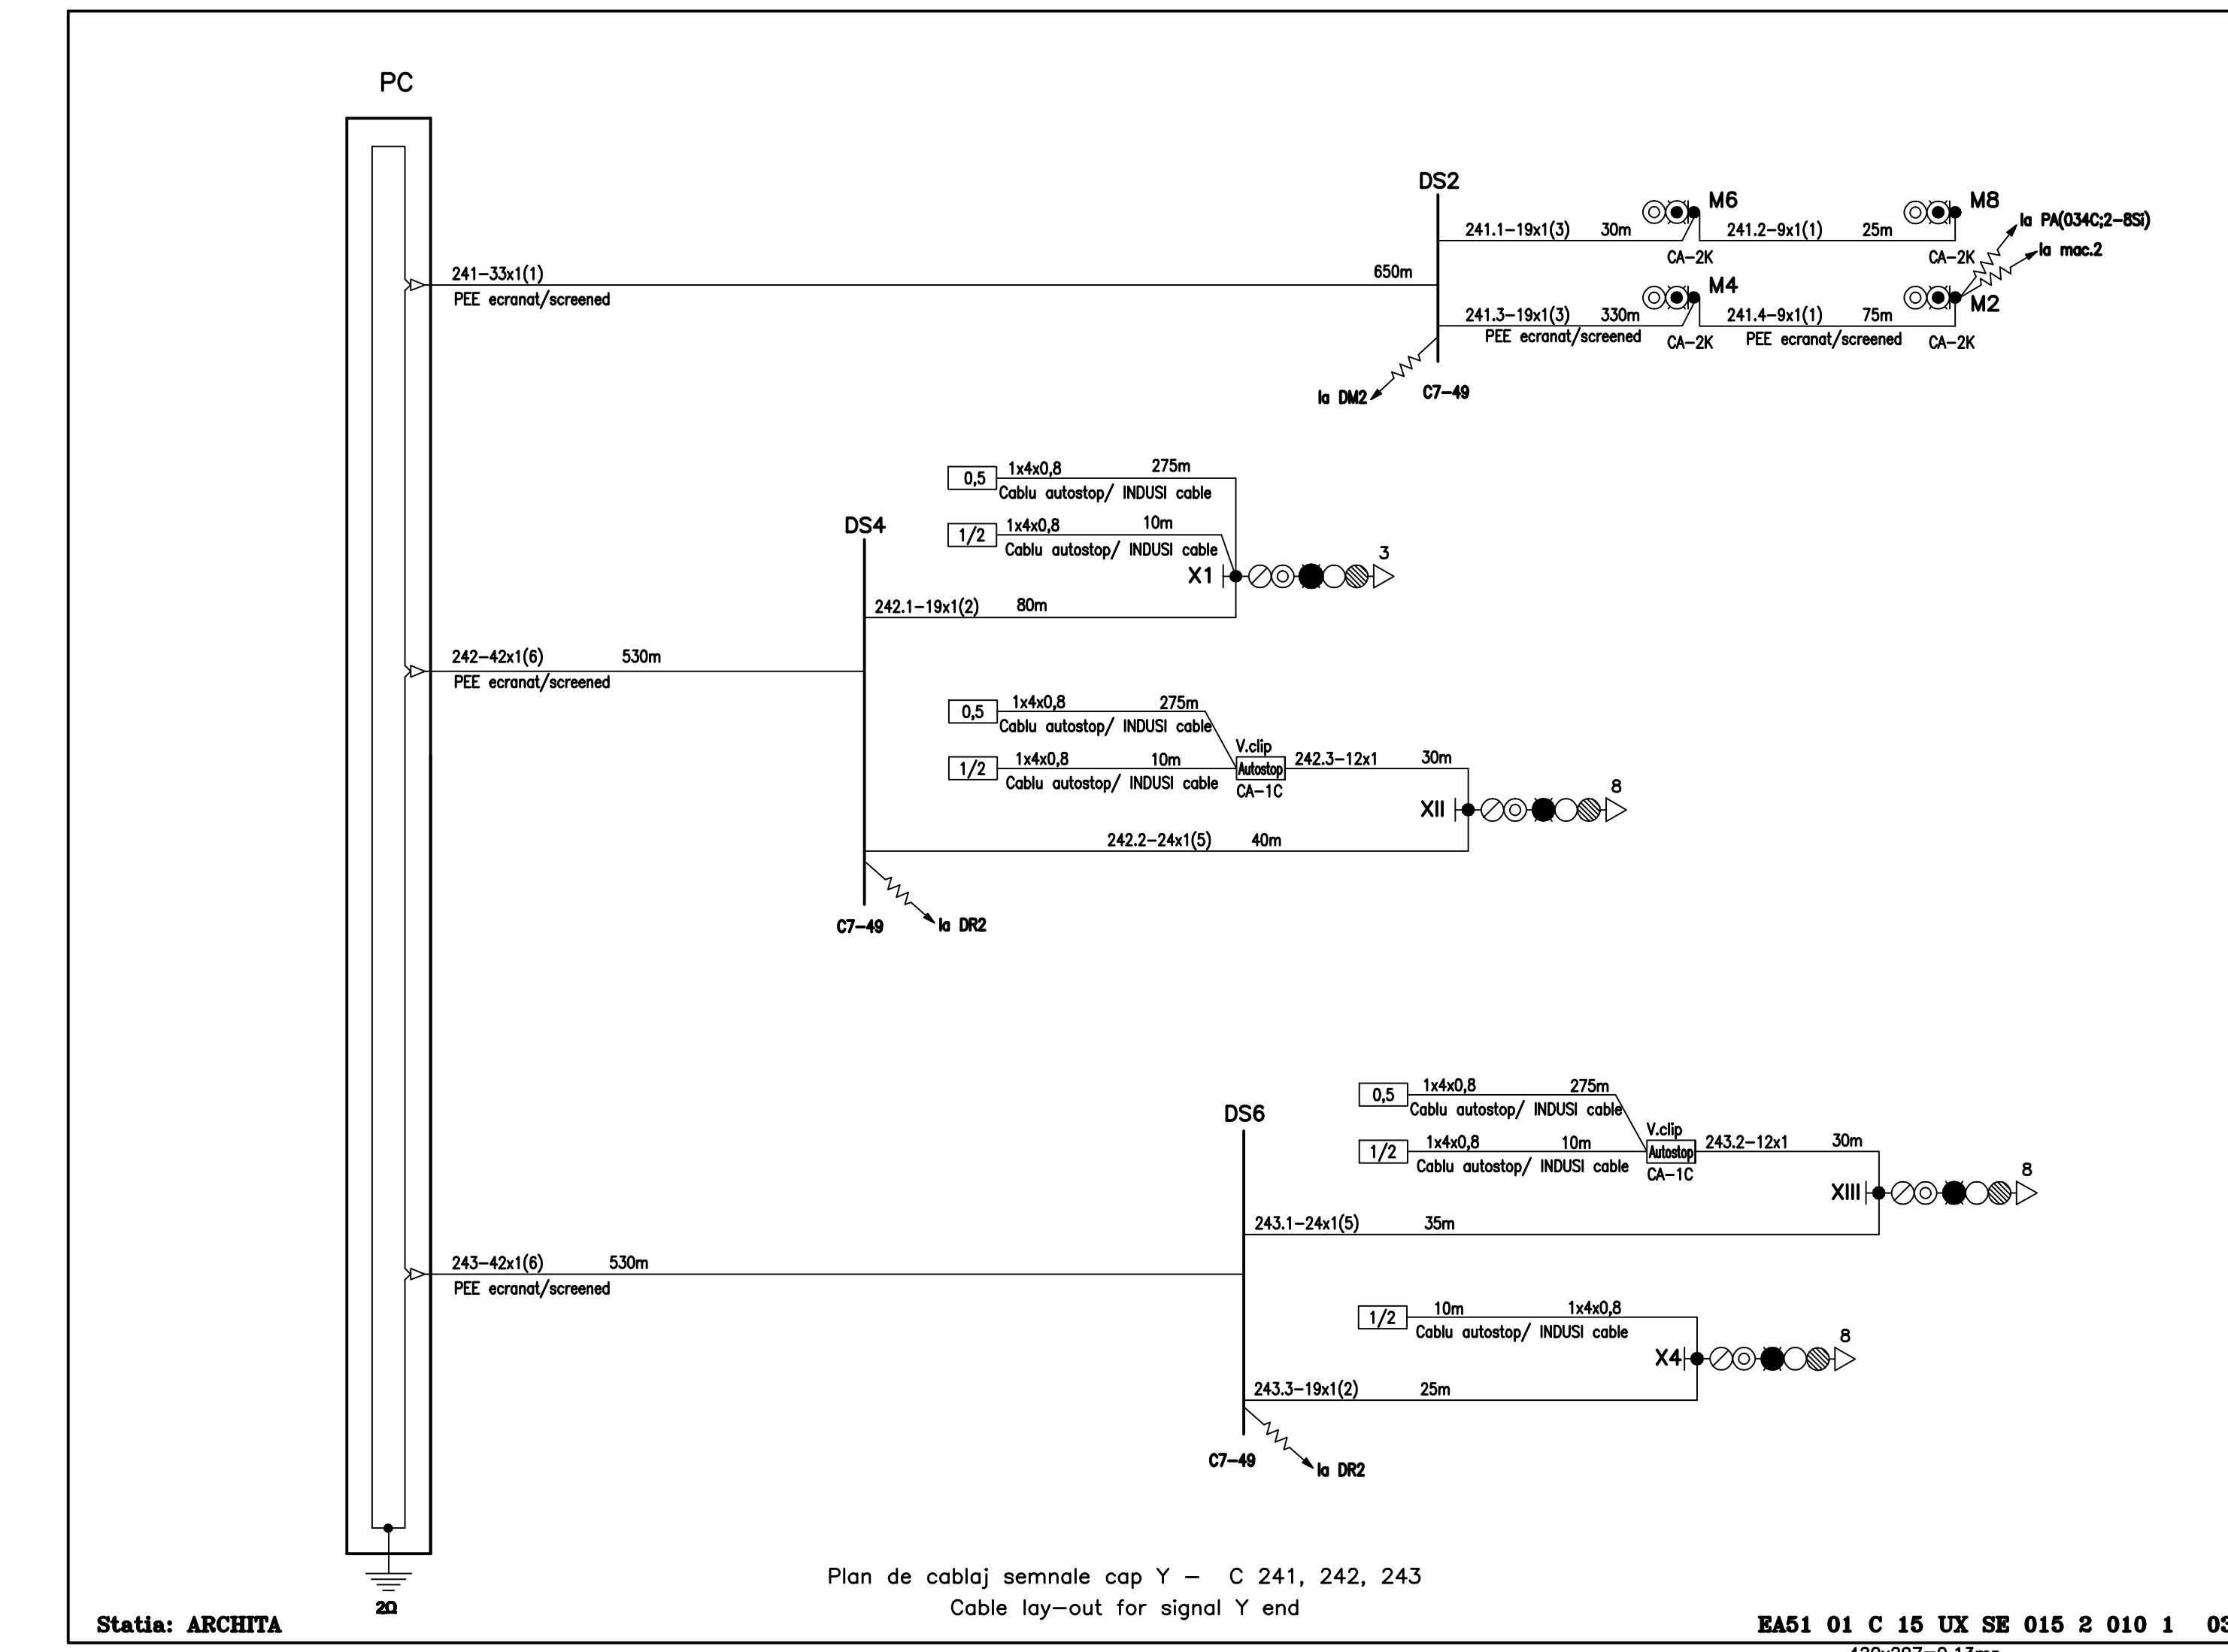 PC
DS2
M6
M8
la PA(034C;2-8Si)
241.1-19x1(3) 30m
241.2-9x1(1) 25m
CA-2K
CA-2K
la mac.2
241-33x1(1)
650m
PEE ecranat/screened
M4
M2
241.3-19x1(3) 330m
241.4-9x1(1) 75m
PEE ecranat/screened
CA-2K
PEE ecranat/screened
CA-2K
la DM2
C7-49
0,5
1x4x0,8 275m
Cablu autostop/ INDUSI cable
DS4
1/2
1x4x0,8 10m
Cablu autostop/ INDUSI cable
3
X1
242.1-19x1(2) 80m
242-42x1(6) 530m
PEE ecranat/screened
0,5
1x4x0,8 275m
Cablu autostop/ INDUSI cable
V.clip
1/2
1x4x0,8 10m
Autostop
242.3-12x1 30m
Cablu autostop/ INDUSI cable
CA-1C
8
XII
242.2-24x1(5) 40m
C7-49
la DR2
0,5
1x4x0,8 275m
Cablu autostop/ INDUSI cable
DS6
V.clip
1/2
1x4x0,8 10m
Autostop
243.2-12x1 30m
Cablu autostop/ INDUSI cable
CA-1C
8
XIII
243.1-24x1(5) 35m
243-42x1(6) 530m
PEE ecranat/screened
1/2
10m 1x4x0,8
Cablu autostop/ INDUSI cable
8
X4
243.3-19x1(2) 25m
C7-49
la DR2
Plan de cablaj semnale cap Y - C 241, 242, 243
Cable lay-out for signal Y end
2Ω
Statia: ARCHITA
EA51 01 C 15 UX SE 015 2 010 1 03